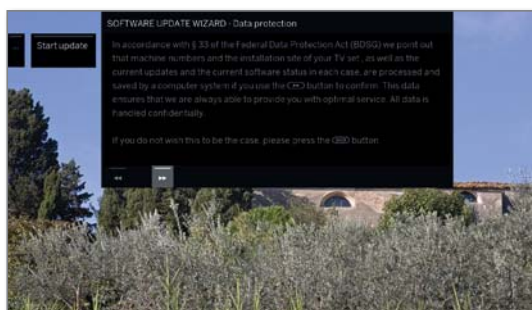 SOFTWARE UPDATE WIZARD - Data protection
... Start update
In accordance with § 33 of the Federal Data Protection Act (BDSG) we point out
that machine numbers and the installation site of your TV set , as well as the
current updates and the current software status in each case, are processed and
saved by a computer system if you use the button to confirm. This data
ensures that we are always able to provide you with optimal service. All data is
handled confidentially.
If you do not wish this to be the case, please press the button